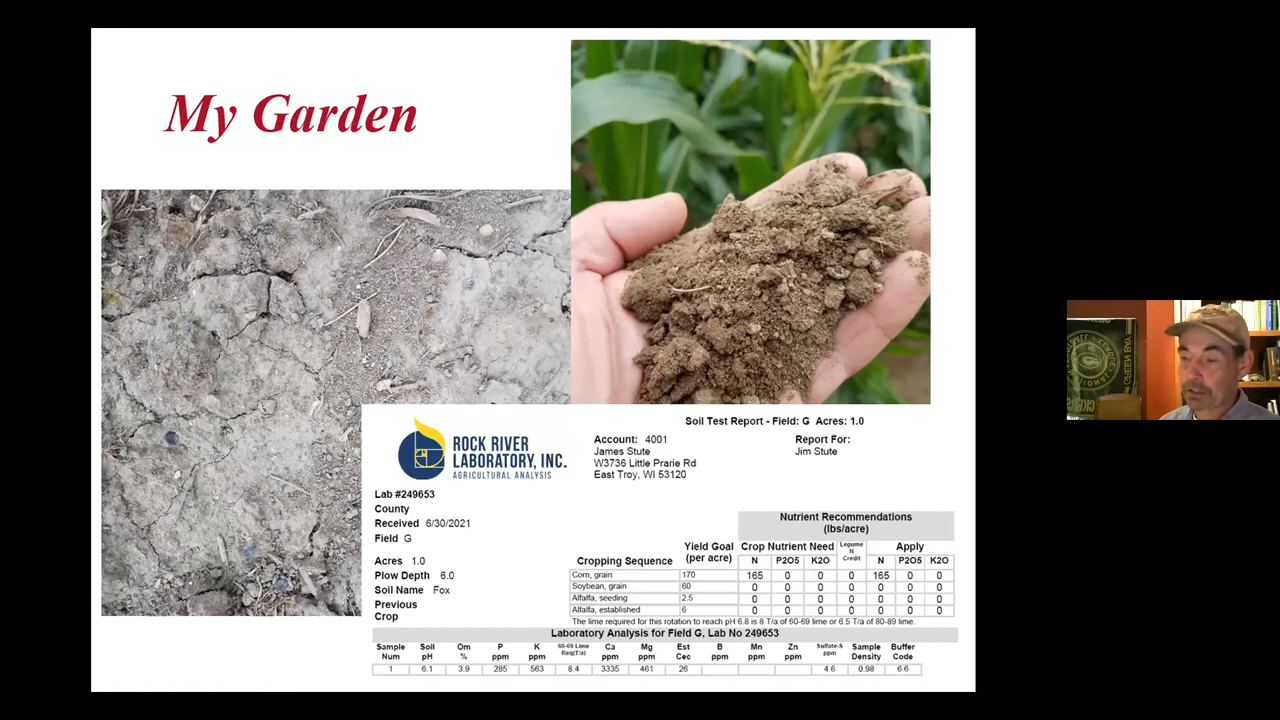 My Garden
ROCK RIVER
LABORATORY, INC.
AGRICULTURAL ANALYSIS
Soil Test Report - Field: G Acres: 1.0
Account: 4001
James Stute
W3736 Little Prarie Rd
East Troy, WI 53120
Report For:
Jim Stute
Lab #249653
County
Received 6/30/2021
Field G
Acres 1.0
Plow Depth 6.0
Soil Name Fox
Previous
Crop
Nutrient Recommendations
(lbs/acre)
Cropping Sequence Yield Goal (per acre) Crop Nutrient Need Legume N Credit Apply
N P2O5 K2O N P2O5 K2O
Corn, grain 170 165 0 0 0 165 0 0
Soybean, grain 60 0 0 0 0 0 0 0
Alfalfa, seeding 2.5 0 0 0 0 0 0 0
Alfalfa, established 6 0 0 0 0 0 0 0
The lime required for this rotation to reach pH 6.8 is 8 T/a of 60-69 lime or 6.5 T/a of 80-89 lime.
Laboratory Analysis for Field G, Lab No 249653
Sample Num Soil pH Om % P ppm K ppm 60-69 Lime Req(T/a) Ca ppm Mg ppm Est Cec B ppm Mn ppm Zn ppm Sulfate-S ppm Sample Density Buffer Code
1 6.1 3.9 285 563 8.4 3335 461 26 4.6 0.98 6.6